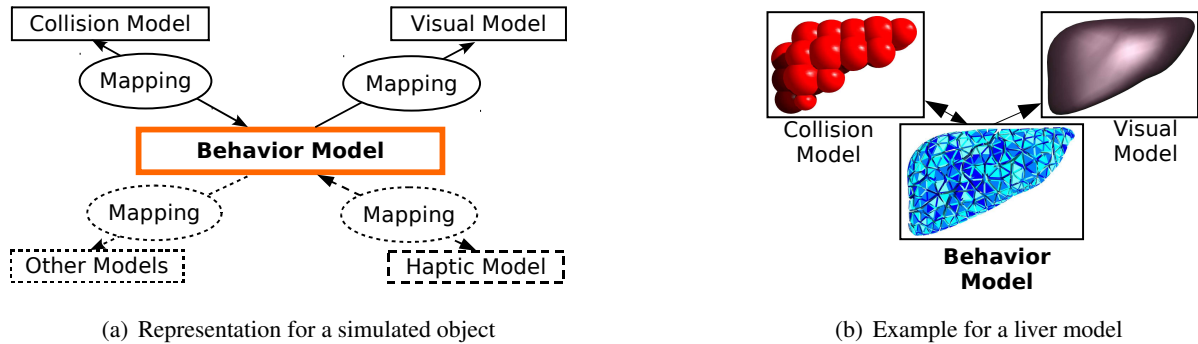 Collision Model
Visual Model
Mapping
Mapping
Behavior Model
Mapping
Mapping
Other Models
Haptic Model
(a) Representation for a simulated object
Collision
Model
Visual
Model
Behavior
Model
(b) Example for a liver model